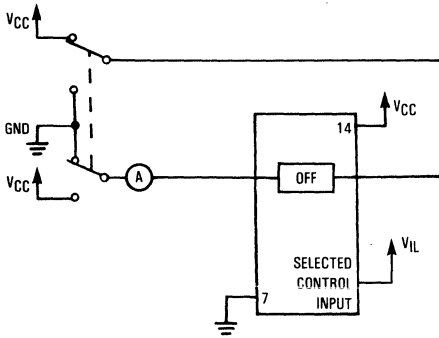 VCC
GND
VCC
A
14
VCC
OFF
VIL
SELECTED
CONTROL
INPUT
7